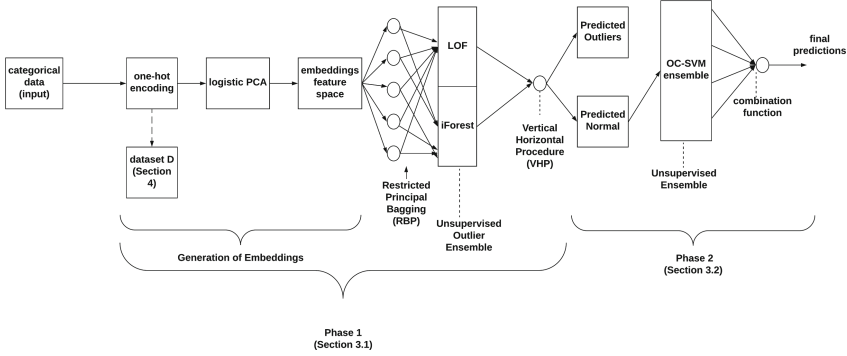 categorical
data
(input)
one-hot
encoding
dataset D
(Section
4)
logistic PCA
embeddings
feature
space
Restricted
Principal
Bagging
(RBP)
LOF
iForest
Unsupervised
Outlier
Ensemble
Vertical
Horizontal
Procedure
(VHP)
Predicted
Outliers
Predicted
Normal
OC-SVM
ensemble
Unsupervised
Ensemble
combination
function
final
predictions
Generation of Embeddings
Phase 1
(Section 3.1)
Phase 2
(Section 3.2)